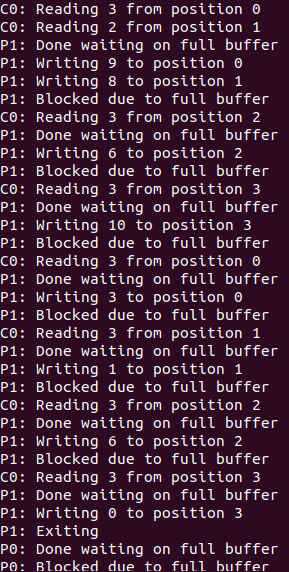 C0: Reading 3 from position 0
C0: Reading 2 from position 1
P1: Done waiting on full buffer
P1: Writing 9 to position 0
P1: Writing 8 to position 1
P1: Blocked due to full buffer
C0: Reading 3 from position 2
P1: Done waiting on full buffer
P1: Writing 6 to position 2
P1: Blocked due to full buffer
C0: Reading 3 from position 3
P1: Done waiting on full buffer
P1: Writing 10 to position 3
P1: Blocked due to full buffer
C0: Reading 3 from position 0
P1: Done waiting on full buffer
P1: Writing 3 to position 0
P1: Blocked due to full buffer
C0: Reading 3 from position 1
P1: Done waiting on full buffer
P1: Writing 1 to position 1
P1: Blocked due to full buffer
C0: Reading 3 from position 2
P1: Done waiting on full buffer
P1: Writing 6 to position 2
P1: Blocked due to full buffer
C0: Reading 3 from position 3
P1: Done waiting on full buffer
P1: Writing 0 to position 3
P1: Exiting
P0: Done waiting on full buffer
P0: Blocked due to full buffer